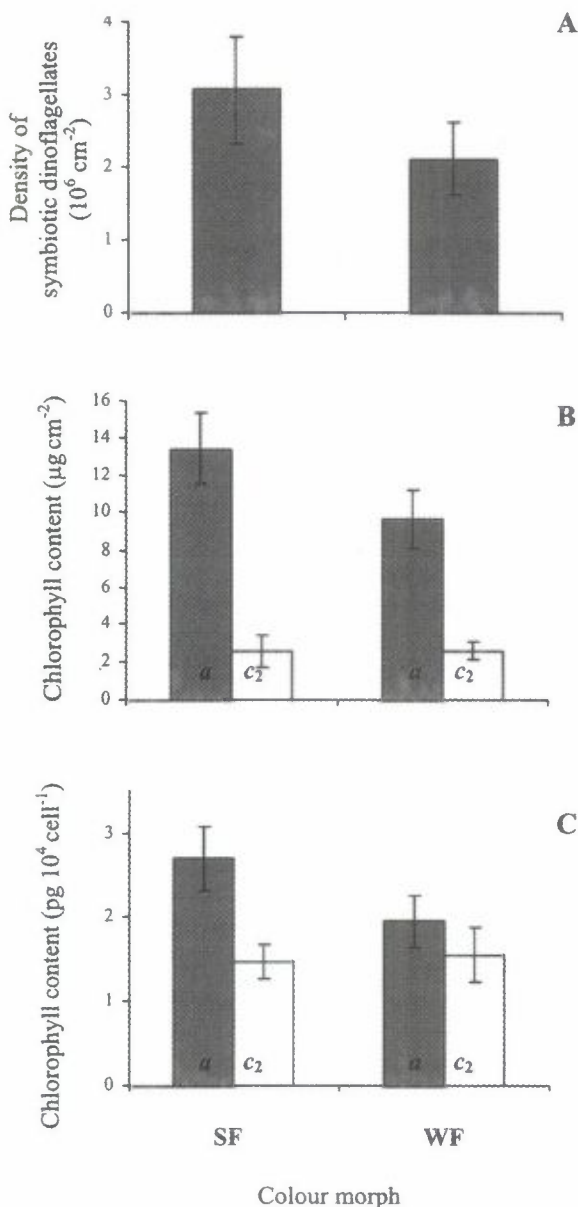 A
Density of
symbiotic dinoflagellates
(10⁶ cm⁻²)
4
3
2
1
0
B
Chlorophyll content (µg cm⁻²)
16
14
12
10
8
6
4
2
0
a c₂ a c₂
C
Chlorophyll content (pg 10⁴ cell⁻¹)
3
2
1
0
a c₂ a c₂
SF WF
Colour morph